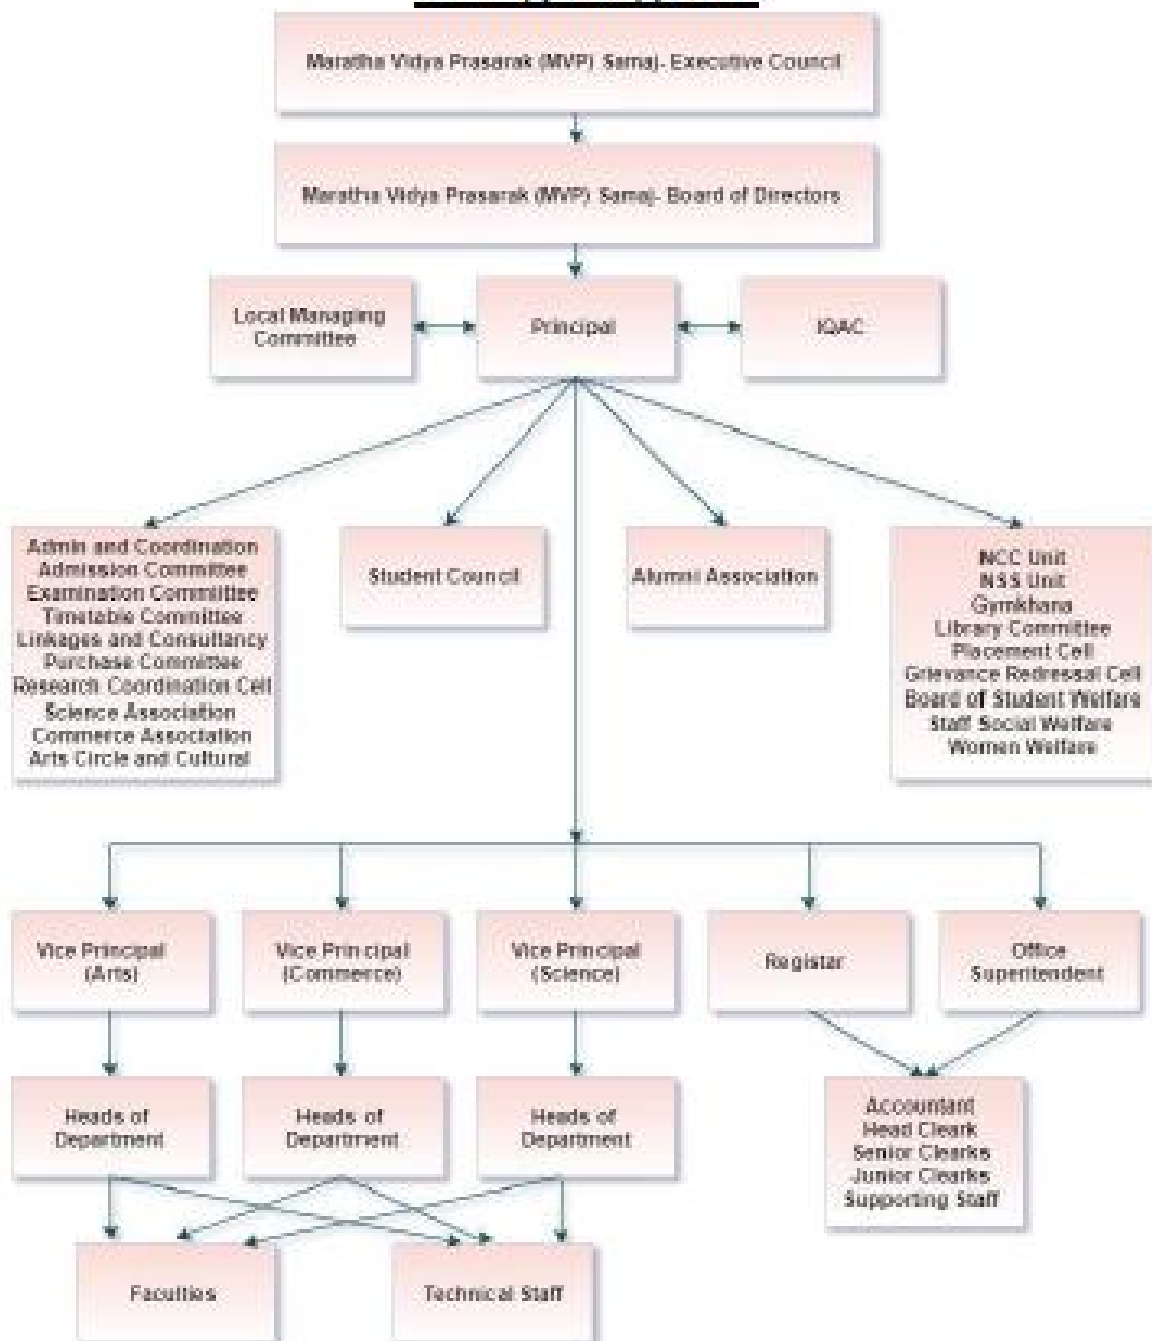 Maratha Vidya Prasarak (MVP) Samaj- Executive Council
Maratha Vidya Prasarak (MVP) Samaj- Board of Directors
Local Managing
Committee
Principal
IQAC
Admin and Coordination
Admission Committee
Examination Committee
Timetable Committee
Linkages and Consultancy
Purchase Committee
Research Coordination Cell
Science Association
Commerce Association
Arts Circle and Cultural
Student Council
Alumni Association
NCC Unit
NSS Unit
Gymkhana
Library Committee
Placement Cell
Grievance Redressal Cell
Board of Student Welfare
Staff Social Welfare
Women Welfare
Vice Principal
(Arts)
Vice Principal
(Commerce)
Vice Principal
(Science)
Registar
Office
Superitendent
Heads of
Department
Heads of
Department
Heads of
Department
Accountant
Head Cleark
Senior Clearks
Junior Clearks
Supporting Staff
Faculties
Technical Staff